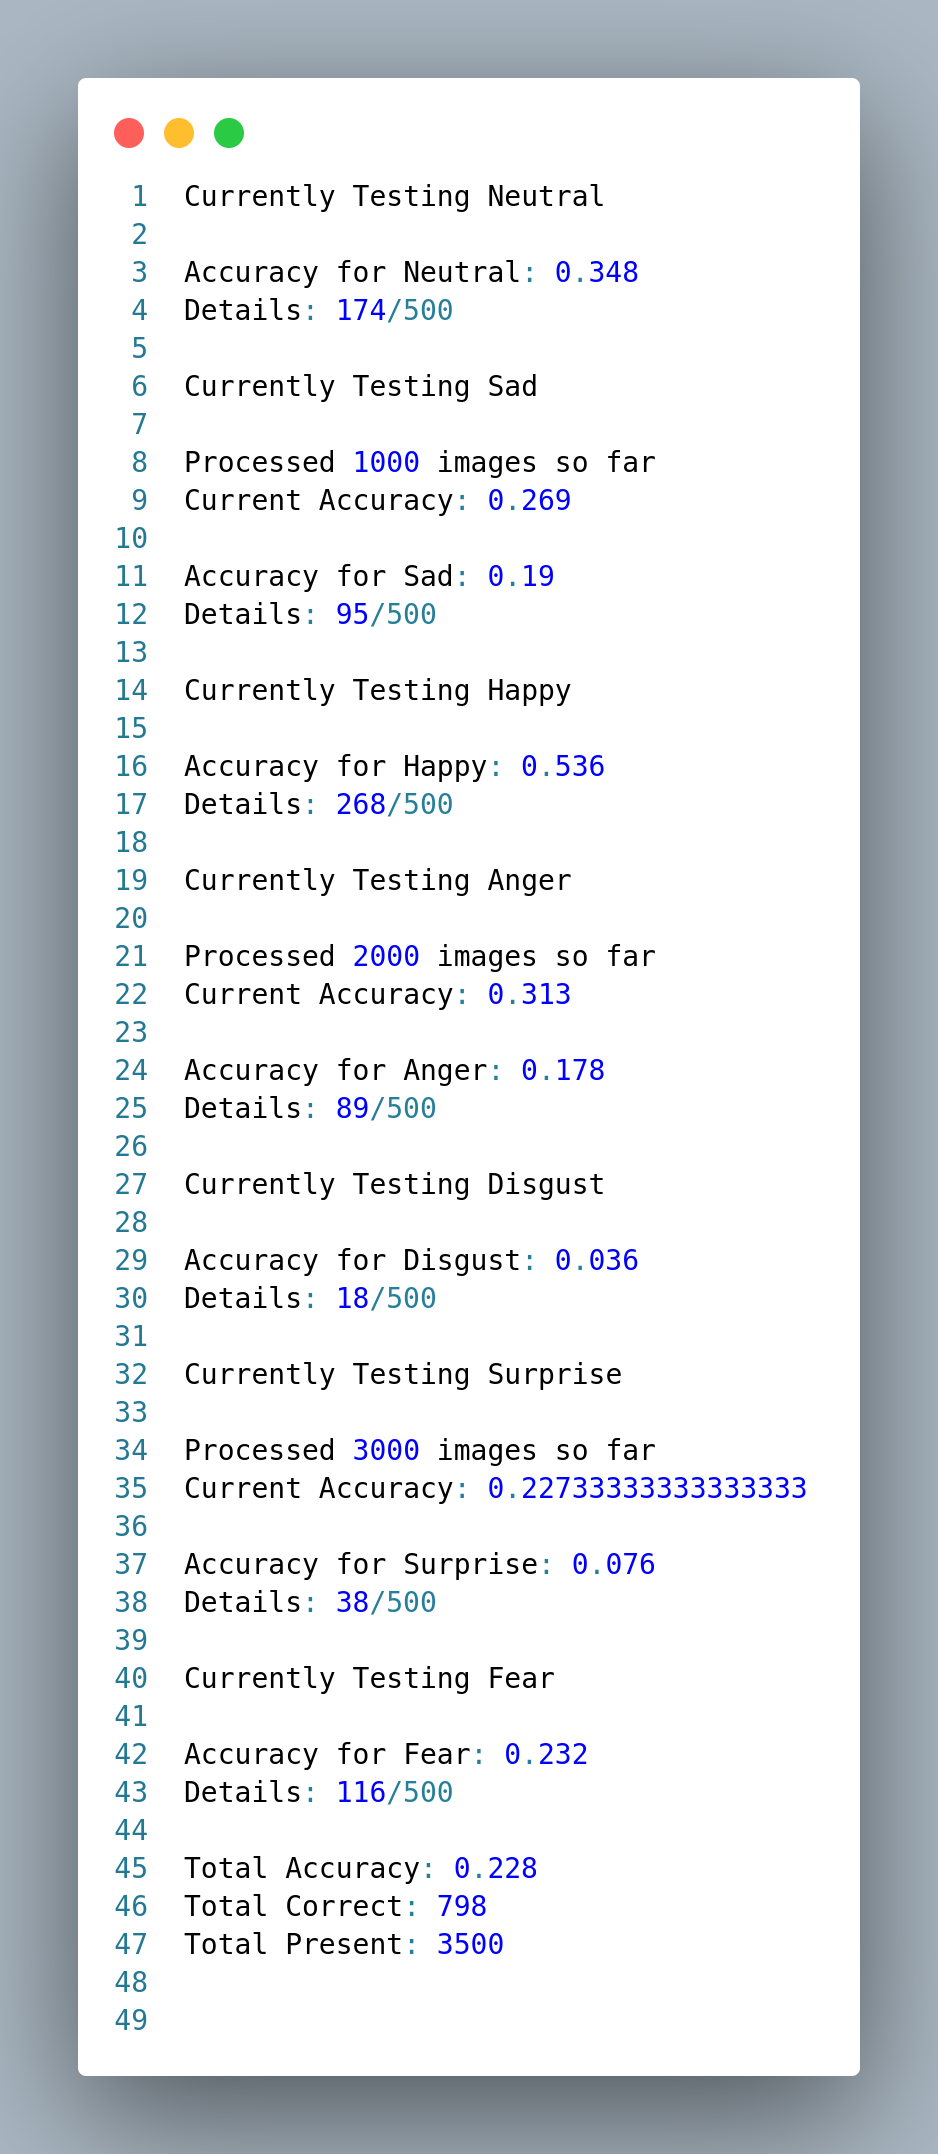 1 Currently Testing Neutral
2
3 Accuracy for Neutral: 0.348
4 Details: 174/500
5
6 Currently Testing Sad
7
8 Processed 1000 images so far
9 Current Accuracy: 0.269
10
11 Accuracy for Sad: 0.19
12 Details: 95/500
13
14 Currently Testing Happy
15
16 Accuracy for Happy: 0.536
17 Details: 268/500
18
19 Currently Testing Anger
20
21 Processed 2000 images so far
22 Current Accuracy: 0.313
23
24 Accuracy for Anger: 0.178
25 Details: 89/500
26
27 Currently Testing Disgust
28
29 Accuracy for Disgust: 0.036
30 Details: 18/500
31
32 Currently Testing Surprise
33
34 Processed 3000 images so far
35 Current Accuracy: 0.22733333333333333
36
37 Accuracy for Surprise: 0.076
38 Details: 38/500
39
40 Currently Testing Fear
41
42 Accuracy for Fear: 0.232
43 Details: 116/500
44
45 Total Accuracy: 0.228
46 Total Correct: 798
47 Total Present: 3500
48
49